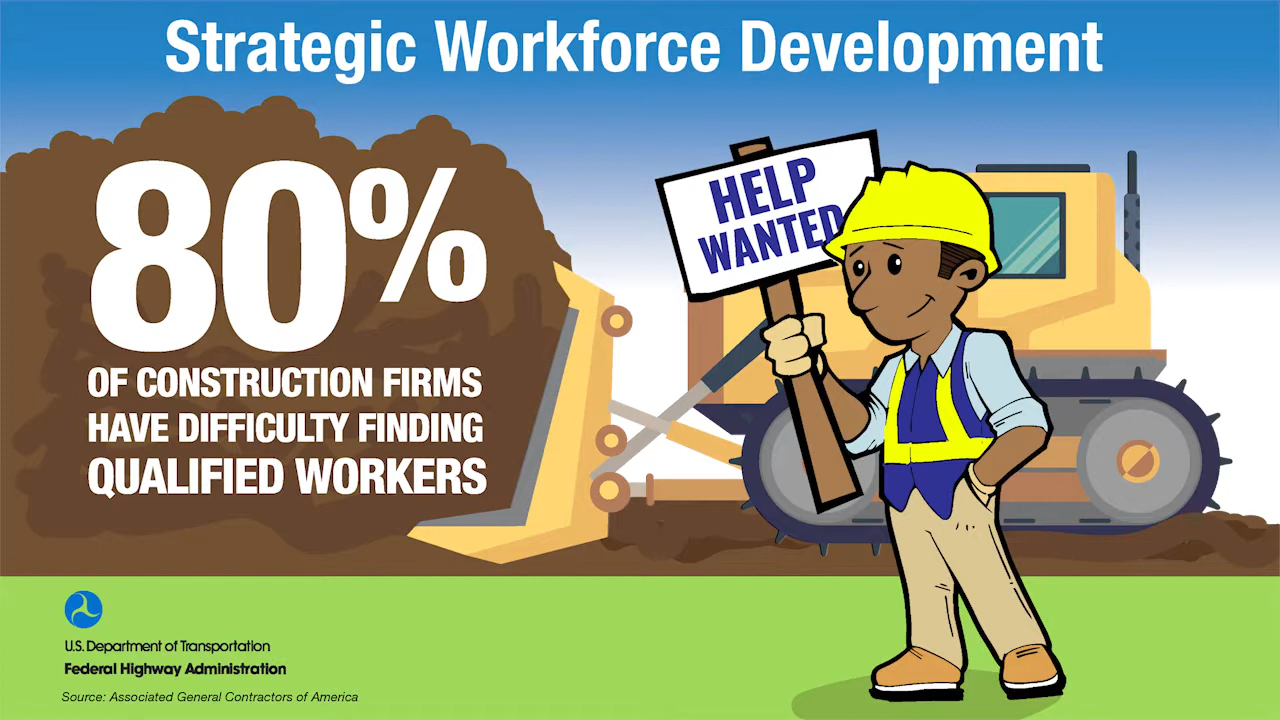 Strategic Workforce Development
80%
OF CONSTRUCTION FIRMS
HAVE DIFFICULTY FINDING
QUALIFIED WORKERS
HELP
WANTED
U.S. Department of Transportation
Federal Highway Administration
Source: Associated General Contractors of America